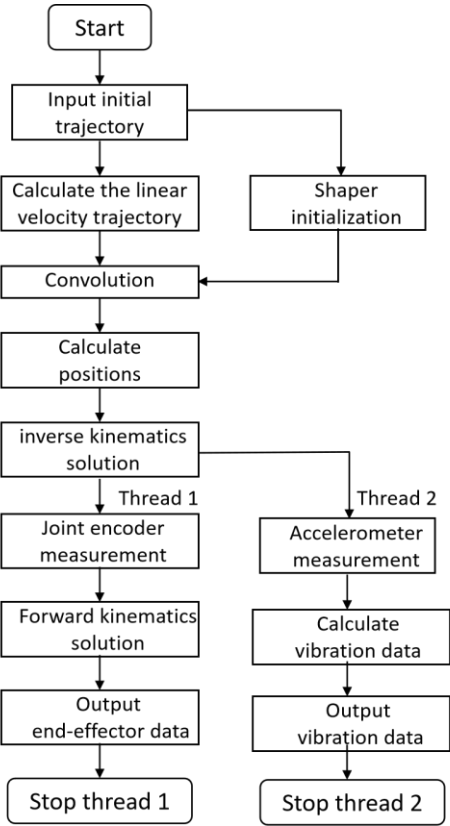 Start
Input initial
trajectory
Calculate the linear
velocity trajectory
Shaper
initialization
Convolution
Calculate
positions
inverse kinematics
solution
Thread 1
Thread 2
Joint encoder
measurement
Accelerometer
measurement
Forward kinematics
solution
Calculate
vibration data
Output
end-effector data
Output
vibration data
Stop thread 1
Stop thread 2